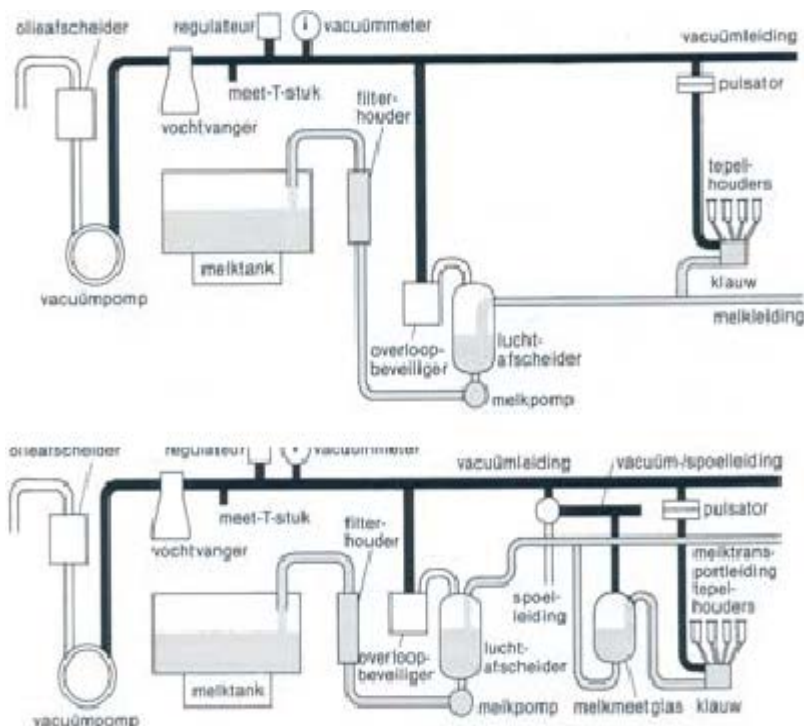 olieafscheider
regulateur
vacuümmeter
vacuümleiding
meet-T-stuk
filter-
houder
pulsator
vochtvanger
tepel-
houders
melktank
vacuümpomp
klauw
melkleiding
overloop-
beveiliger
lucht-
afscheider
melkpomp
olieafscheider
regulateur
vacuümmeter
vacuümleiding
vacuüm-/spoelleiding
meet-T-stuk
filter-
houder
pulsator
vochtvanger
melktrans-
portleiding
tepel-
houders
spoel-
leiding
overloop-
beveiliger
lucht-
afscheider
melktank
melkpomp
melkmeetglas
klauw
vacuümpomp